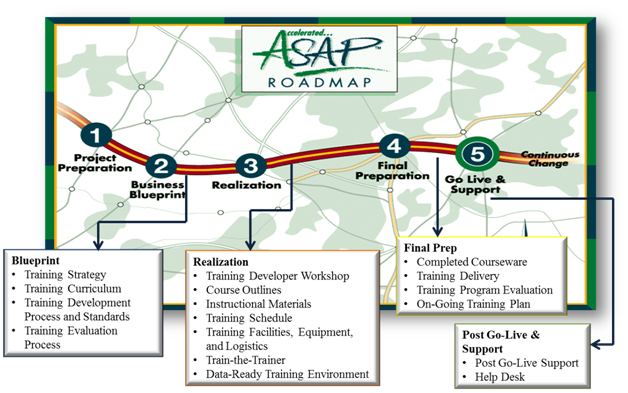 Accelerated...
ASAP™
ROADMAP
1
Project
Preparation
2
Business
Blueprint
3
Realization
4
Final
Preparation
5
Go Live &
Support
Continuous
Change
Blueprint
• Training Strategy
• Training Curriculum
• Training Development
Process and Standards
• Training Evaluation
Process
Realization
• Training Developer Workshop
• Course Outlines
• Instructional Materials
• Training Schedule
• Training Facilities, Equipment,
and Logistics
• Train-the-Trainer
• Data-Ready Training Environment
Final Prep
• Completed Courseware
• Training Delivery
• Training Program Evaluation
• On-Going Training Plan
Post Go-Live &
Support
• Post Go-Live Support
• Help Desk